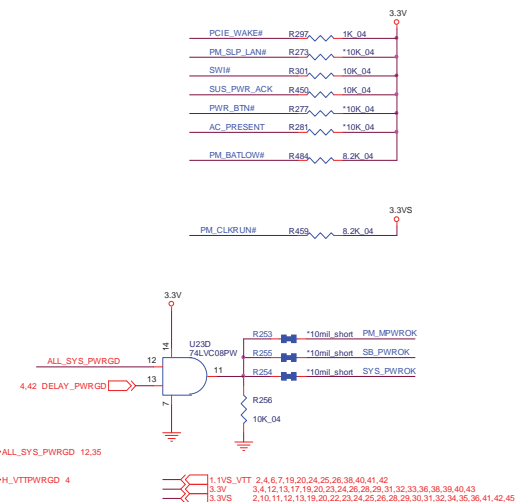 3.3V
PCIE_WAKE# R297 1K_04
PM_SLP_LAN# R273 *10K_04
SWI# R301 10K_04
SUS_PWR_ACK R450 10K_04
PWR_BTN# R277 *10K_04
AC_PRESENT R281 *10K_04
PM_BATLOW# R484 8.2K_04
3.3VS
PM_CLKRUN# R459 8.2K_04
3.3V
14
U23D
74LVC08PW
R253 *10mil_short PM_MPWROK
R255 *10mil_short SB_PWROK
R254 *10mil_short SYS_PWROK
ALL_SYS_PWRGD 12
11
4,42 DELAY_PWRGD 13
7
R256
10K_04
ALL_SYS_PWRGD 12,35
H_VTTPWRGD 4
1.1VS_VTT 2,4,6,7,19,20,24,25,26,38,40,41,42
3.3V 3,4,12,13,17,19,20,23,24,26,28,29,31,32,33,36,38,39,40,43
3.3VS 2,10,11,12,13,19,20,22,23,24,25,26,28,29,30,31,32,34,35,36,41,42,45